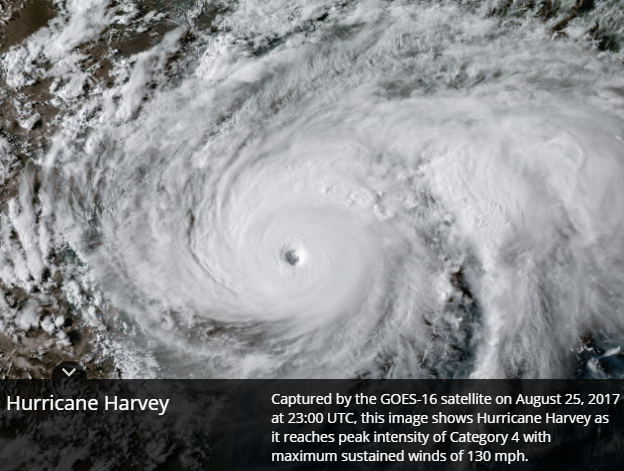 Hurricane Harvey
Captured by the GOES-16 satellite on August 25, 2017
at 23:00 UTC, this image shows Hurricane Harvey as
it reaches peak intensity of Category 4 with
maximum sustained winds of 130 mph.